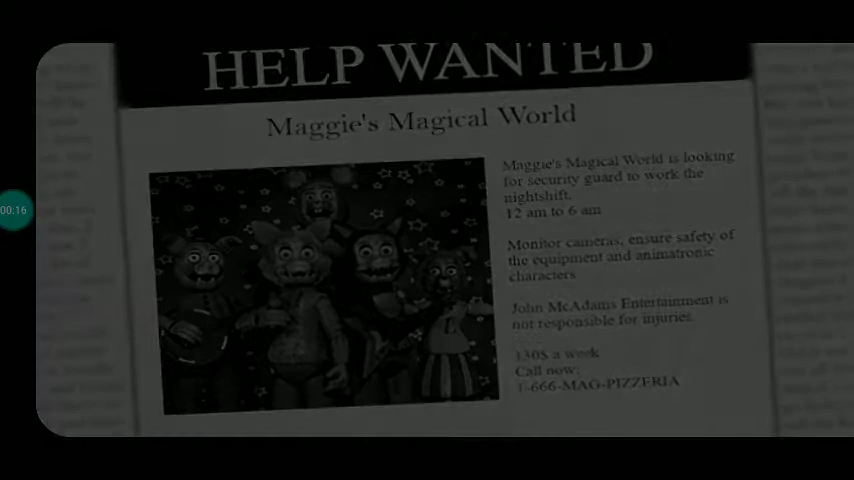 HELP WANTED
Maggie's Magical World
Maggie's Magical World is looking
for security guard to work the
nightshift.
12 am to 6 am
Monitor cameras, ensure safety of
the equipment and animatronic
characters
John McAdams Entertainment is
not responsible for injuries.
130$ a week
Call now:
1-666-MAG-PIZZERIA
00:16